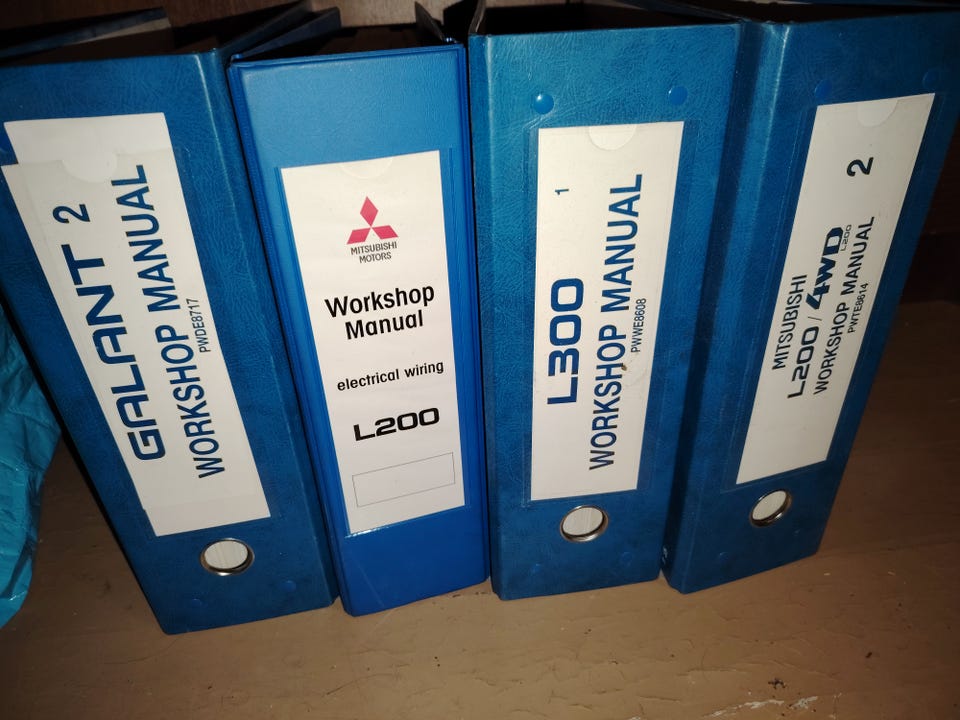 GALANT 2
WORKSHOP MANUAL
PWDE8717
MITSUBISHI
MOTORS
Workshop
Manual
electrical wiring
L200
L300 1
WORKSHOP MANUAL
PWWE8608
MITSUBISHI
L200 / 4WD L200
WORKSHOP MANUAL 2
PWTE8614